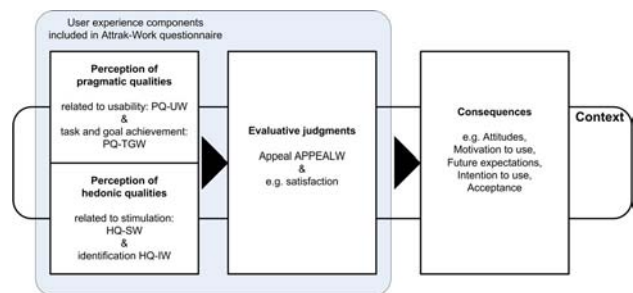 User experience components
included in Attrak-Work questionnaire
Perception of
pragmatic qualities
related to usability: PQ-UW
&
task and goal achievement:
PQ-TGW
Perception of
hedonic qualities
related to stimulation:
HQ-SW
&
identification HQ-IW
Evaluative judgments
Appeal APPEALW
&
e.g. satisfaction
Consequences
e.g. Attitudes,
Motivation to use,
Future expectations,
Intention to use,
Acceptance
Context